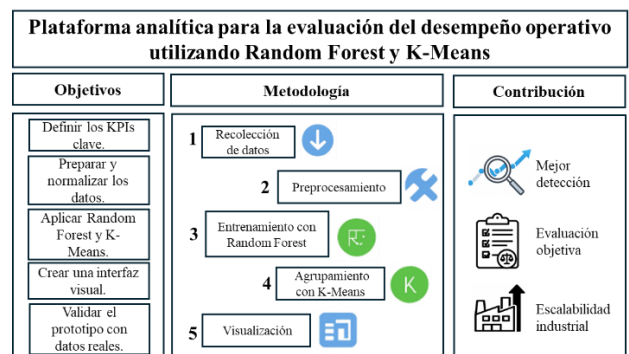 Plataforma analítica para la evaluación del desempeño operativo
utilizando Random Forest y K-Means
Objetivos
Definir los KPIs
clave.
Preparar y
normalizar los
datos.
Aplicar Random
Forest y K-
Means.
Crear una interfaz
visual.
Validar el
prototipo con
datos reales.
Metodología
1
Recolección
de datos
2
Preprocesamiento
3
Entrenamiento con
Random Forest
4
Agrupamiento
con K-Means
K
5
Visualización
Contribución
Mejor
detección
Evaluación
objetiva
Escalabilidad
industrial